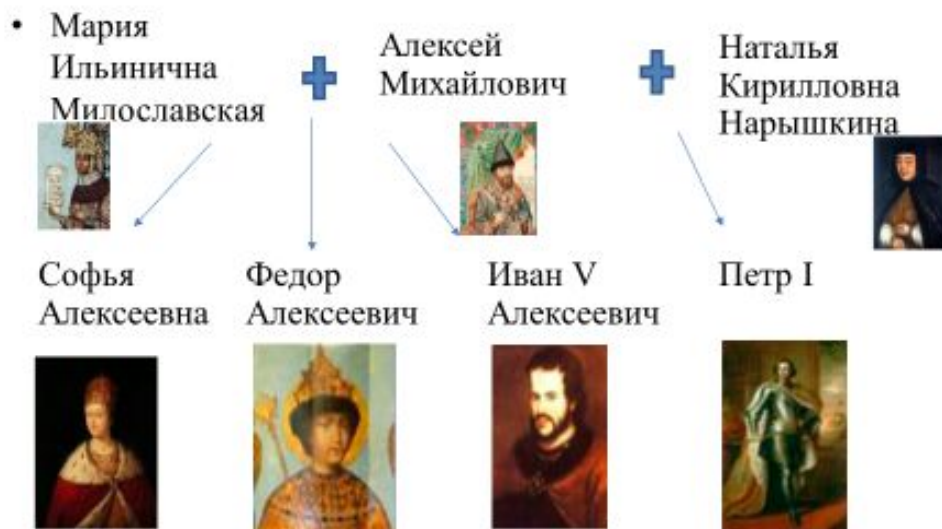 • Мария
Ильинична
Милославская
Алексей
Михайлович
Наталья
Кирилловна
Нарышкина
Софья
Алексеевна
Федор
Алексеевич
Иван V
Алексеевич
Петр I